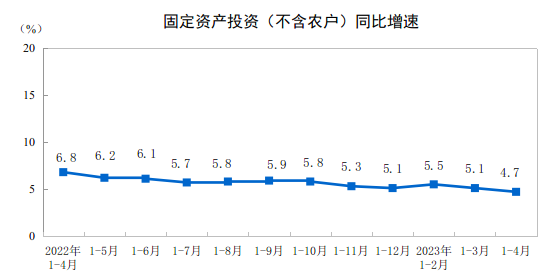 固定资产投资（不含农户）同比增速
（%）
20
15
10
5
0
6.8 6.2 6.1 5.7 5.8 5.9 5.8 5.3 5.1 5.5 5.1 4.7
2022年 1-5月 1-6月 1-7月 1-8月 1-9月 1-10月 1-11月 1-12月 2023年 1-3月 1-4月
1-4月 1-2月